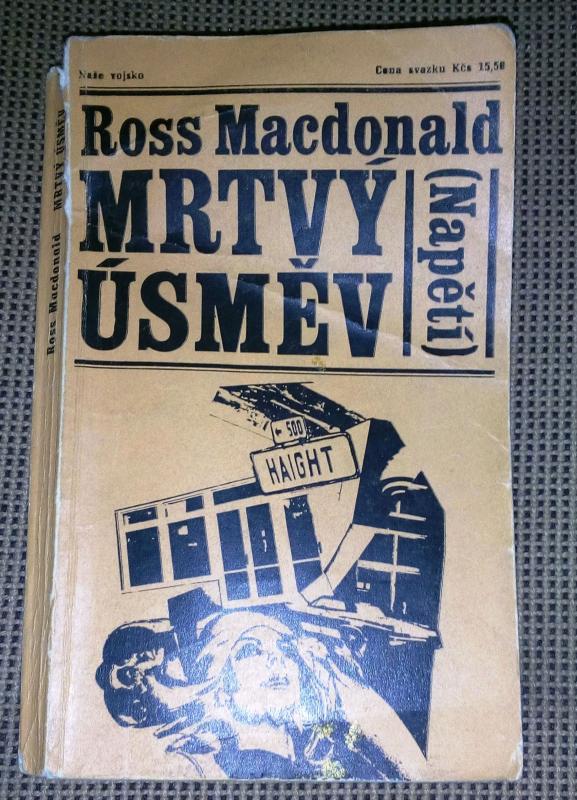 Naše vojsko
Cena svazku Kčs 15,50
Ross Macdonald
MRTVÝ
ÚSMĚV
(Napětí)
500
HAIGHT
Ross Macdonald MRTVÝ ÚSMĚV